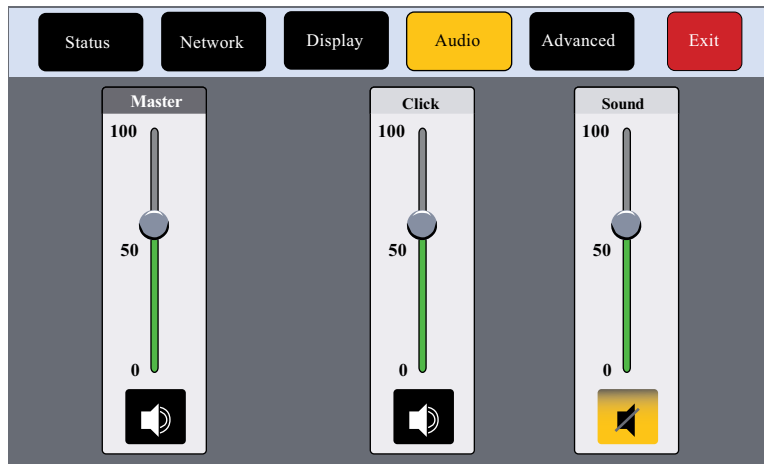 Status
Network
Display
Audio
Advanced
Exit
Master
100
50
0
Click
100
50
0
Sound
100
50
0